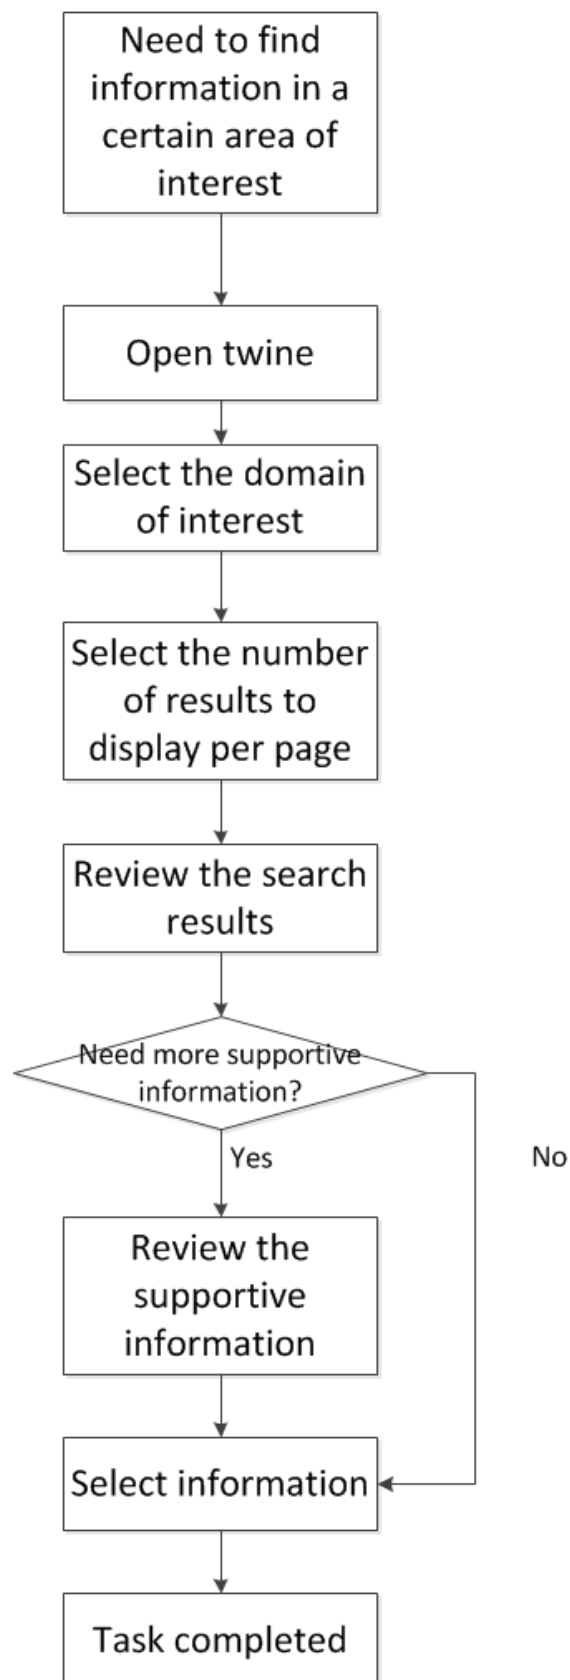 Need to find
information in a
certain area of
interest
Open twine
Select the domain
of interest
Select the number
of results to
display per page
Review the search
results
Need more supportive
information?
Yes
No
Review the
supportive
information
Select information
Task completed